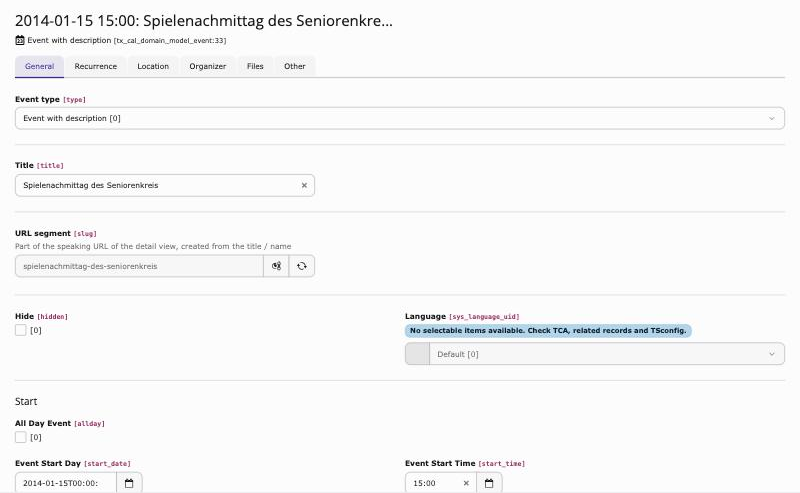 2014-01-15 15:00: Spielenachmittag des Seniorenkre...
Event with description [tx_cal_domain_model_event:33]
General Recurrence Location Organizer Files Other
Event type [type]
Event with description [0]
Title [title]
Spielenachmittag des Seniorenkreis
URL segment [slug]
Part of the speaking URL of the detail view, created from the title / name
spielenachmittag-des-seniorenkreis
Hide [hidden]
[0]
Language [sys_language_uid]
No selectable items available. Check TCA, related records and TSconfig.
Default [0]
Start
All Day Event [allday]
[0]
Event Start Day [start_date]
2014-01-15T00:00:
Event Start Time [start_time]
15:00